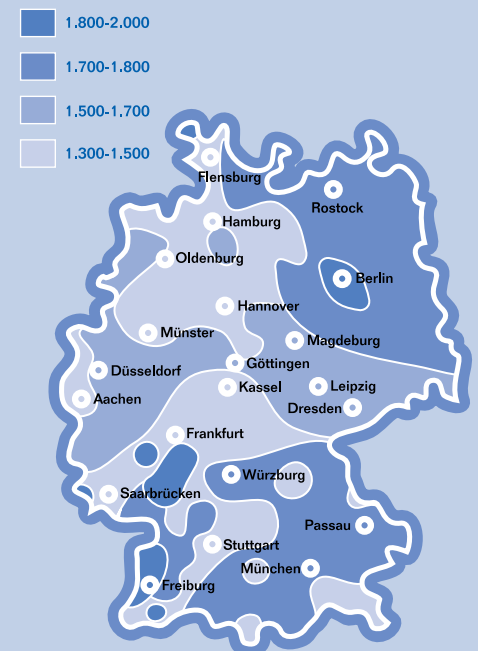 1.800-2.000
1.700-1.800
1.500-1.700
1.300-1.500
Flensburg
Rostock
Hamburg
Oldenburg
Berlin
Hannover
Münster
Magdeburg
Göttingen
Düsseldorf
Kassel
Leipzig
Aachen
Dresden
Frankfurt
Würzburg
Saarbrücken
Passau
Stuttgart
München
Freiburg